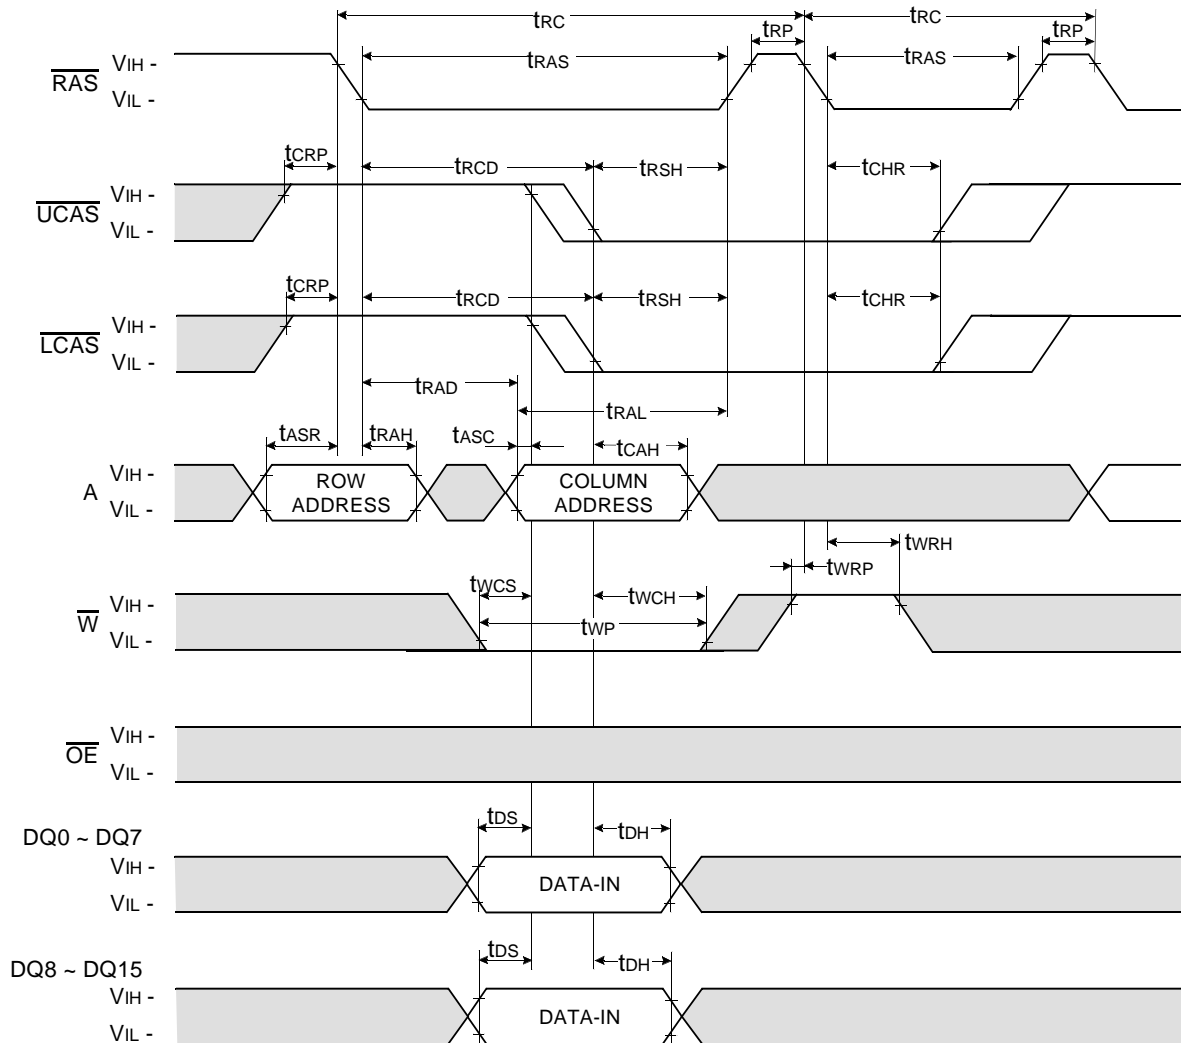 tRC tRC
tRP tRP
RAS VIH - tRAS tRAS
VIL -
tCRP tRCD tRSH tCHR
UCAS VIH -
VIL -
tCRP tRCD tRSH tCHR
LCAS VIH -
VIL -
tRAD
tRAL
tASR tRAH tASC tCAH
A VIH - ROW ADDRESS COLUMN ADDRESS
VIL -
tWRH
tWRP
tWCS tWCH
W VIH -
tWP
VIL -
OE VIH -
VIL -
tDS tDH
DQ0 ~ DQ7
VIH -
DATA-IN
VIL -
tDS tDH
DQ8 ~ DQ15
VIH -
DATA-IN
VIL -